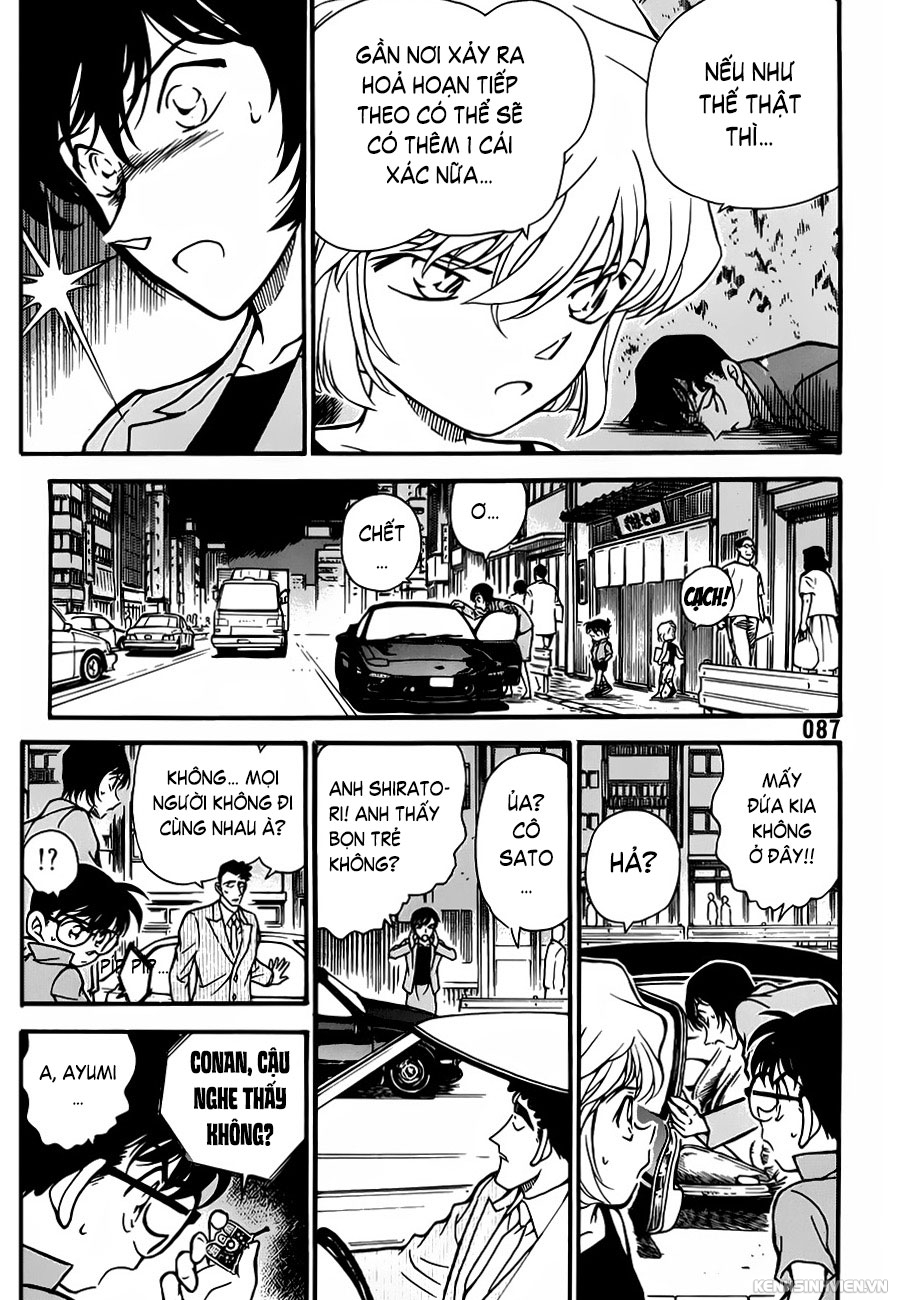 NẾU NHƯ
THẾ THẬT
THÌ...
GẦN NƠI XẢY RA
HOẢ HOẠN TIẾP
THEO CÓ THỂ SẼ
CÓ THÊM 1 CÁI
XÁC NỮA...
CẠCH!
Ơ...
CHẾT
087
MẤY
ĐỨA KIA
KHÔNG
Ở ĐÂY!!
HẢ?
ỦA?
CÔ
SATO
...
ANH SHIRATO-
RI! ANH THẤY
BỌN TRẺ
KHÔNG?
KHÔNG... MỌI
NGƯỜI KHÔNG ĐI
CÙNG NHAU À?
!?
PÍP PÍP...
CONAN, CẬU
NGHE THẤY
KHÔNG?
A, AYUMI
...
KENHSINHVIEN.VN